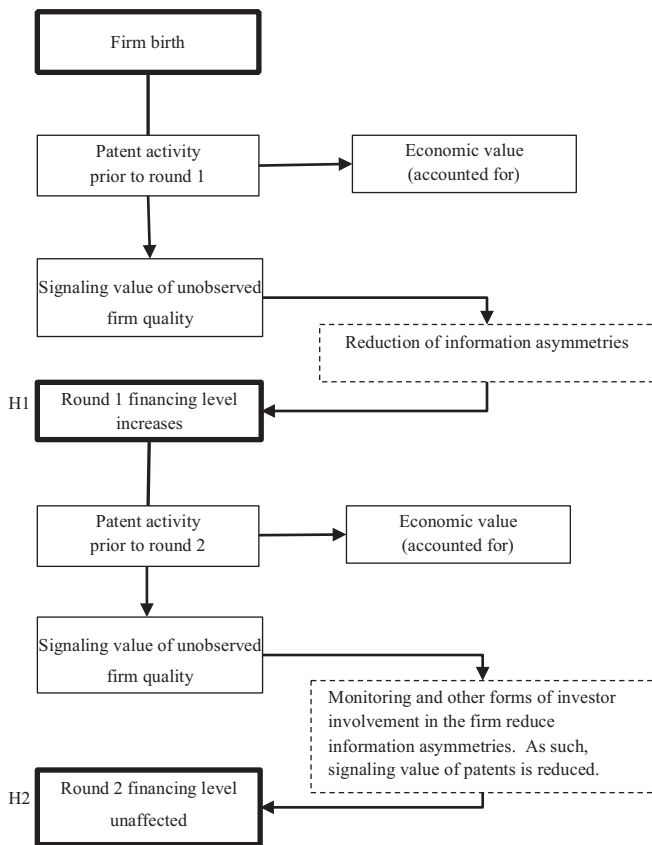 Firm birth
Patent activity
prior to round 1
Economic value
(accounted for)
Signaling value of unobserved
firm quality
Reduction of information asymmetries
H1
Round 1 financing level
increases
Patent activity
prior to round 2
Economic value
(accounted for)
Signaling value of unobserved
firm quality
Monitoring and other forms of investor
involvement in the firm reduce
information asymmetries. As such,
signaling value of patents is reduced.
H2
Round 2 financing level
unaffected